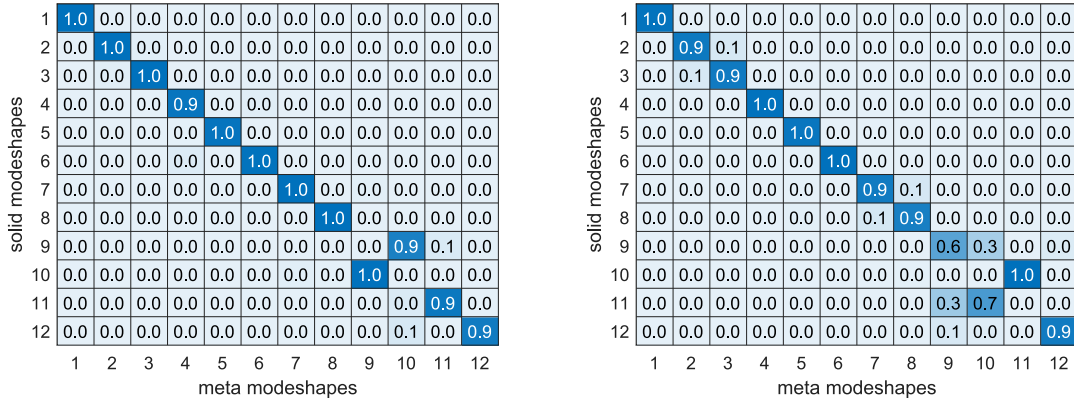 solid modeshapes
1 1.0 0.0 0.0 0.0 0.0 0.0 0.0 0.0 0.0 0.0 0.0 0.0
2 0.0 1.0 0.0 0.0 0.0 0.0 0.0 0.0 0.0 0.0 0.0 0.0
3 0.0 0.0 1.0 0.0 0.0 0.0 0.0 0.0 0.0 0.0 0.0 0.0
4 0.0 0.0 0.0 0.9 0.0 0.0 0.0 0.0 0.0 0.0 0.0 0.0
5 0.0 0.0 0.0 0.0 1.0 0.0 0.0 0.0 0.0 0.0 0.0 0.0
6 0.0 0.0 0.0 0.0 0.0 1.0 0.0 0.0 0.0 0.0 0.0 0.0
7 0.0 0.0 0.0 0.0 0.0 0.0 1.0 0.0 0.0 0.0 0.0 0.0
8 0.0 0.0 0.0 0.0 0.0 0.0 0.0 1.0 0.0 0.0 0.0 0.0
9 0.0 0.0 0.0 0.0 0.0 0.0 0.0 0.0 0.0 0.9 0.1 0.0
10 0.0 0.0 0.0 0.0 0.0 0.0 0.0 0.0 1.0 0.0 0.0 0.0
11 0.0 0.0 0.0 0.0 0.0 0.0 0.0 0.0 0.0 0.0 0.9 0.0
12 0.0 0.0 0.0 0.0 0.0 0.0 0.0 0.0 0.0 0.1 0.0 0.9
1 2 3 4 5 6 7 8 9 10 11 12
meta modeshapes
solid modeshapes
1 1.0 0.0 0.0 0.0 0.0 0.0 0.0 0.0 0.0 0.0 0.0 0.0
2 0.0 0.9 0.1 0.0 0.0 0.0 0.0 0.0 0.0 0.0 0.0 0.0
3 0.0 0.1 0.9 0.0 0.0 0.0 0.0 0.0 0.0 0.0 0.0 0.0
4 0.0 0.0 0.0 1.0 0.0 0.0 0.0 0.0 0.0 0.0 0.0 0.0
5 0.0 0.0 0.0 0.0 1.0 0.0 0.0 0.0 0.0 0.0 0.0 0.0
6 0.0 0.0 0.0 0.0 0.0 1.0 0.0 0.0 0.0 0.0 0.0 0.0
7 0.0 0.0 0.0 0.0 0.0 0.0 0.9 0.1 0.0 0.0 0.0 0.0
8 0.0 0.0 0.0 0.0 0.0 0.0 0.1 0.9 0.0 0.0 0.0 0.0
9 0.0 0.0 0.0 0.0 0.0 0.0 0.0 0.0 0.6 0.3 0.0 0.0
10 0.0 0.0 0.0 0.0 0.0 0.0 0.0 0.0 0.0 0.0 1.0 0.0
11 0.0 0.0 0.0 0.0 0.0 0.0 0.0 0.0 0.3 0.7 0.0 0.0
12 0.0 0.0 0.0 0.0 0.0 0.0 0.0 0.0 0.1 0.0 0.0 0.9
1 2 3 4 5 6 7 8 9 10 11 12
meta modeshapes